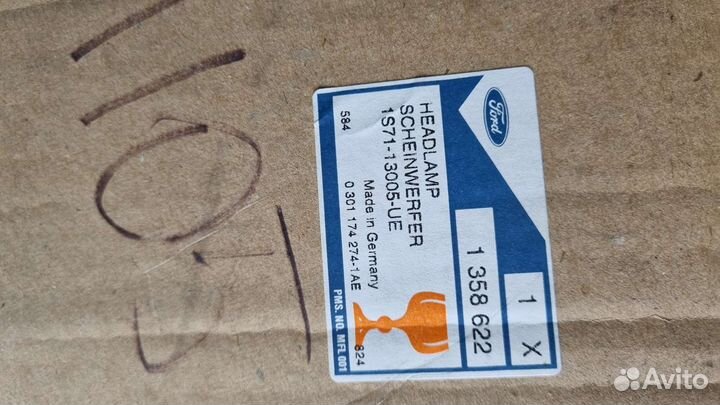 Ford
1 X
1 358 622
HEADLAMP
SCHEINWERFER
1S71-13005-UE
Made in Germany
584
0 301 174 274-1AE
824
PMS. NO. MFL 001
Avito